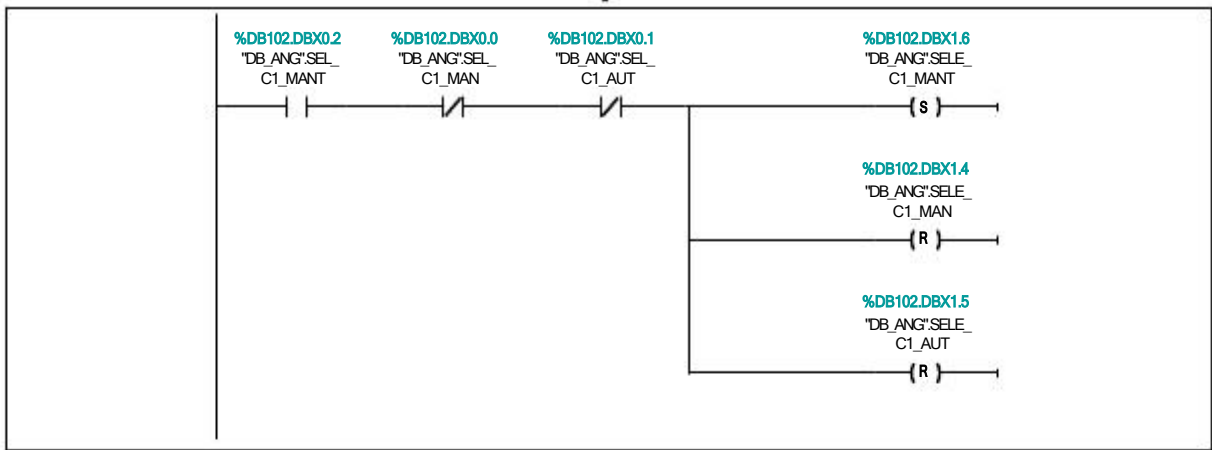 %DB102.DBX0.2
"DB_ANG".SEL_
C1_MANT
%DB102.DBX0.0
"DB_ANG".SEL_
C1_MAN
%DB102.DBX0.1
"DB_ANG".SEL_
C1_AUT
%DB102.DBX1.6
"DB_ANG".SELE_
C1_MANT
S
%DB102.DBX1.4
"DB_ANG".SELE_
C1_MAN
R
%DB102.DBX1.5
"DB_ANG".SELE_
C1_AUT
R